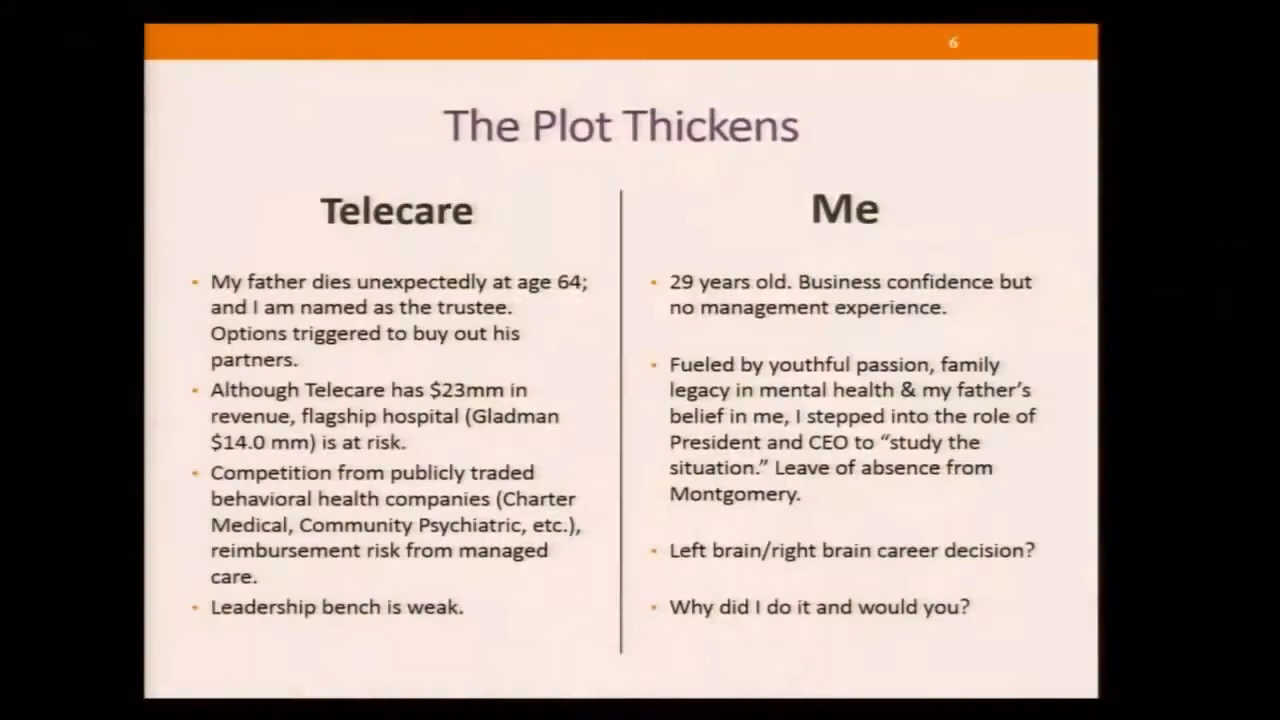 6
The Plot Thickens
Telecare
• My father dies unexpectedly at age 64;
and I am named as the trustee.
Options triggered to buy out his
partners.
• Although Telecare has $23mm in
revenue, flagship hospital (Gladman
$14.0 mm) is at risk.
• Competition from publicly traded
behavioral health companies (Charter
Medical, Community Psychiatric, etc.),
reimbursement risk from managed
care.
• Leadership bench is weak.
Me
• 29 years old. Business confidence but
no management experience.
• Fueled by youthful passion, family
legacy in mental health & my father's
belief in me, I stepped into the role of
President and CEO to “study the
situation.” Leave of absence from
Montgomery.
• Left brain/right brain career decision?
• Why did I do it and would you?